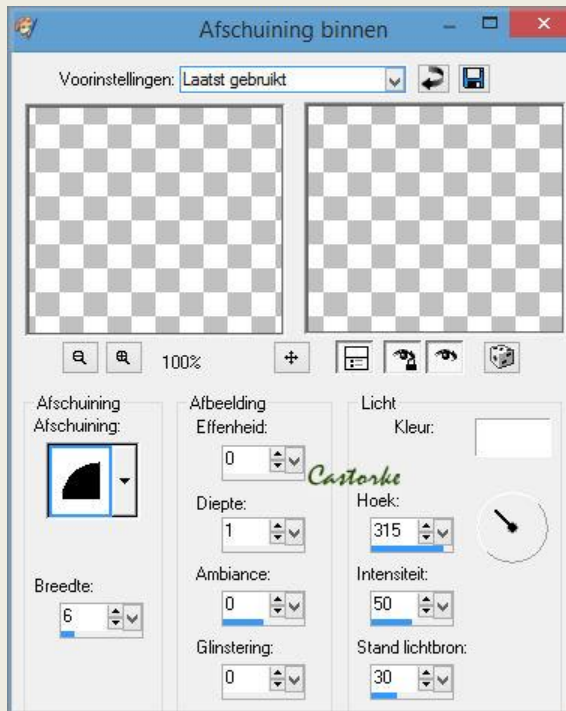 Afschuining binnen
Voorinstellingen: Laatst gebruikt
100%
Afschuining
Afschuining:
Breedte:
6
Afbeelding
Effenheid:
0
Diepte:
1
Ambiance:
0
Glinstering:
0
Licht
Kleur:
Castorke
Hoek:
315
Intensiteit:
50
Stand lichtbron:
30